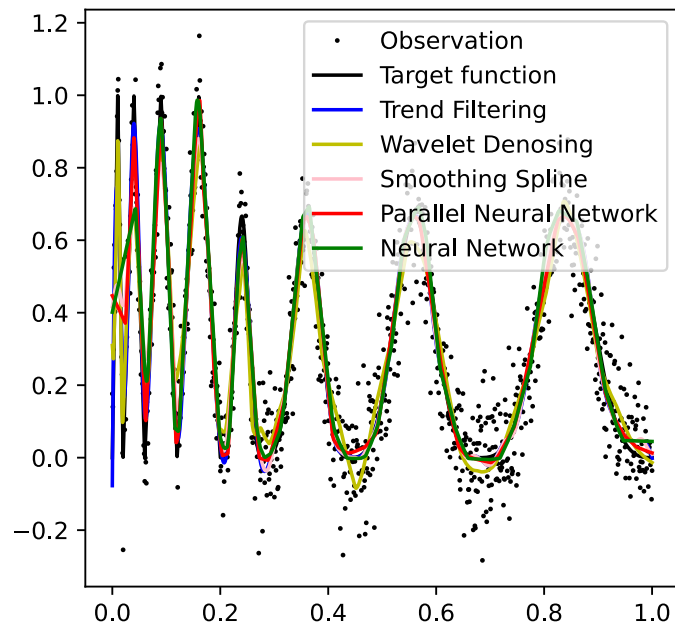 1.2
1.0
0.8
0.6
0.4
0.2
0.0
−0.2
Observation
Target function
Trend Filtering
Wavelet Denosing
Smoothing Spline
Parallel Neural Network
Neural Network
0.0 0.2 0.4 0.6 0.8 1.0